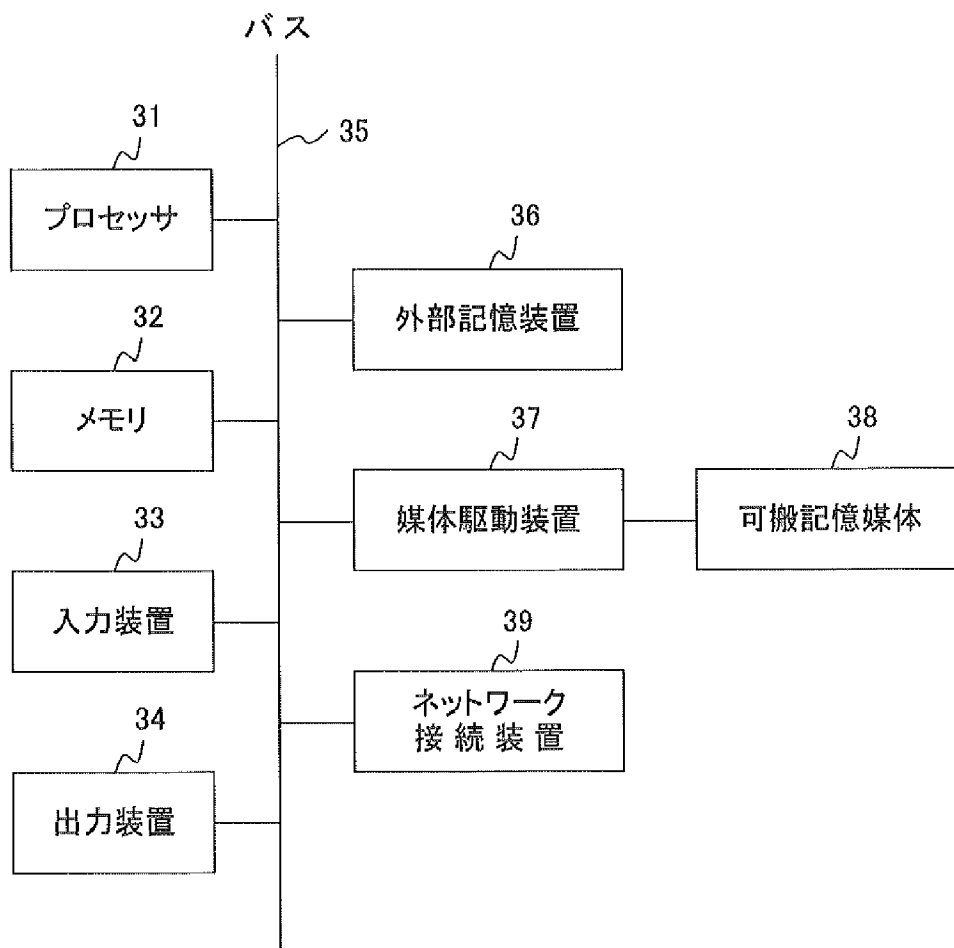 バス
35
31
プロセッサ
36
外部記憶装置
32
メモリ
37
媒体駆動装置
38
可搬記憶媒体
33
入力装置
39
ネットワーク
接続装置
34
出力装置